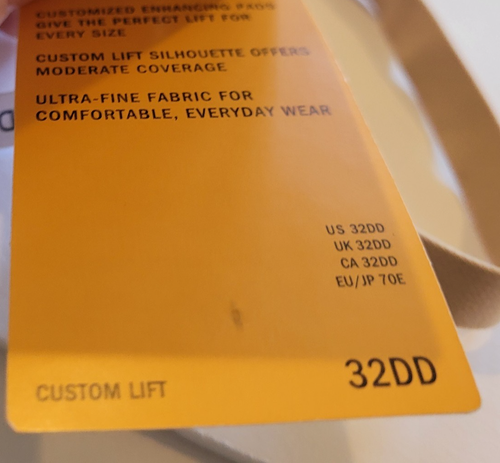 CUSTOMIZED ENHANCING PADS
GIVE THE PERFECT LIFT FOR
EVERY SIZE
CUSTOM LIFT SILHOUETTE OFFERS
MODERATE COVERAGE
ULTRA-FINE FABRIC FOR
COMFORTABLE, EVERYDAY WEAR
US 32DD
UK 32DD
CA 32DD
EU/JP 70E
CUSTOM LIFT
32DD